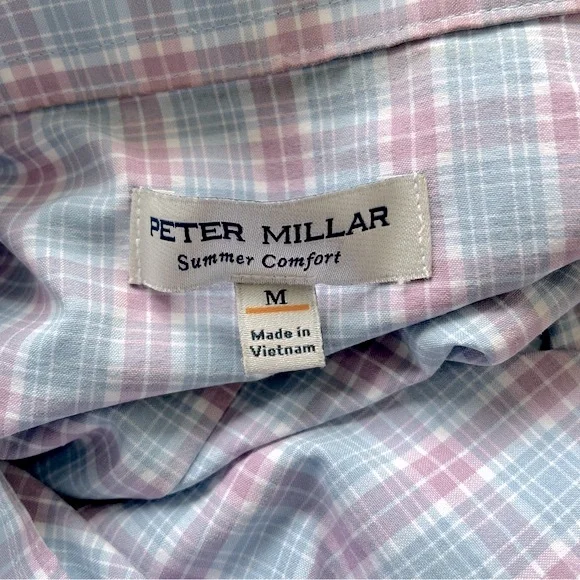 PETER MILLAR
Summer Comfort
M
Made in
Vietnam